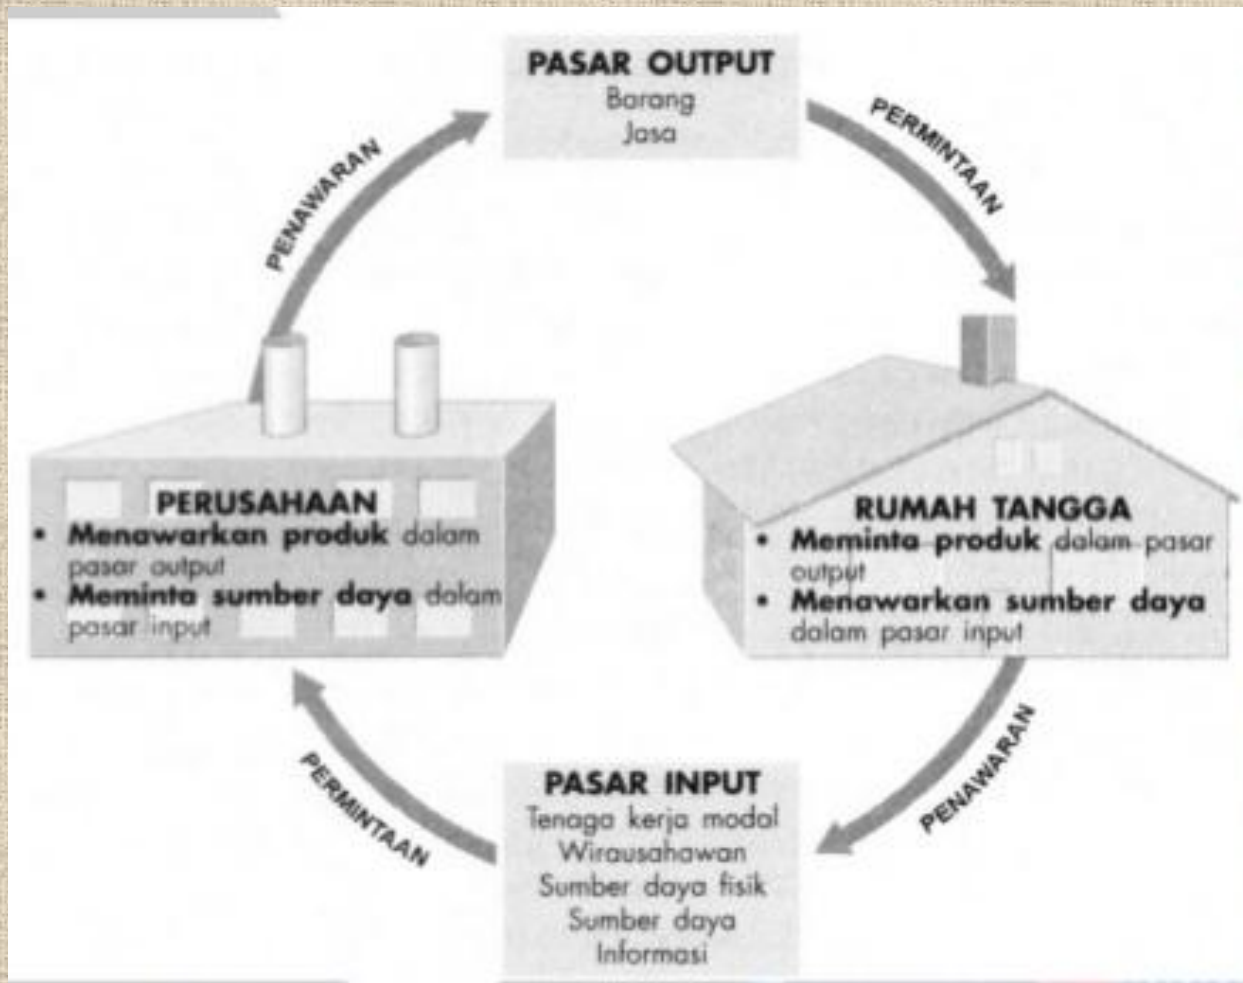 PASAR OUTPUT
Barang
Jasa
PENAWARAN
PERMINTAAN
PERUSAHAAN
• Menawarkan produk dalam
pasar output
• Meminta sumber daya dalam
pasar input
RUMAH TANGGA
• Meminta produk dalam pasar
output
• Menawarkan sumber daya
dalam pasar input
PERMINTAAN
PENAWARAN
PASAR INPUT
Tenaga kerja modal
Wirausahawan
Sumber daya fisik
Sumber daya
Informasi